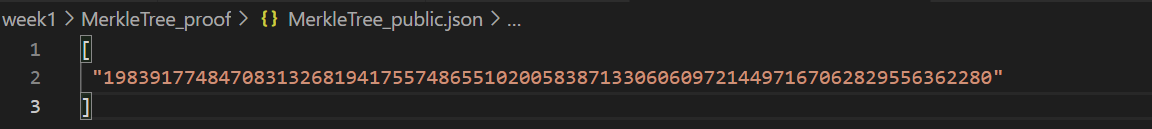 week1 > MerkleTree_proof > {} MerkleTree_public.json > ...
1 [
2 "19839177484708313268194175574865510200583871330606097214497167062829556362280"
3 ]